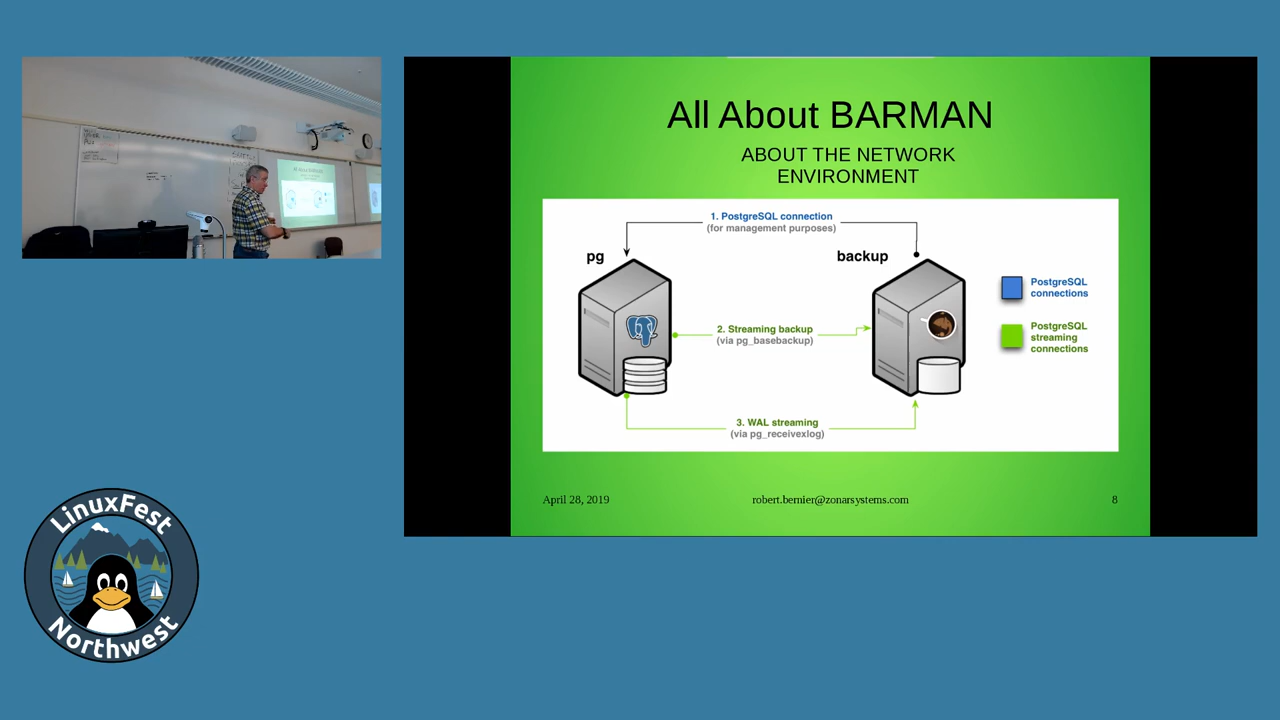 All About BARMAN
ABOUT THE NETWORK
ENVIRONMENT
1. PostgreSQL connection
(for management purposes)
pg
backup
PostgreSQL
connections
2. Streaming backup
(via pg_basebackup)
PostgreSQL
streaming
connections
3. WAL streaming
(via pg_receivexlog)
April 28, 2019
robert.bernier@zonarsystems.com
8
LinuxFest
Northwest